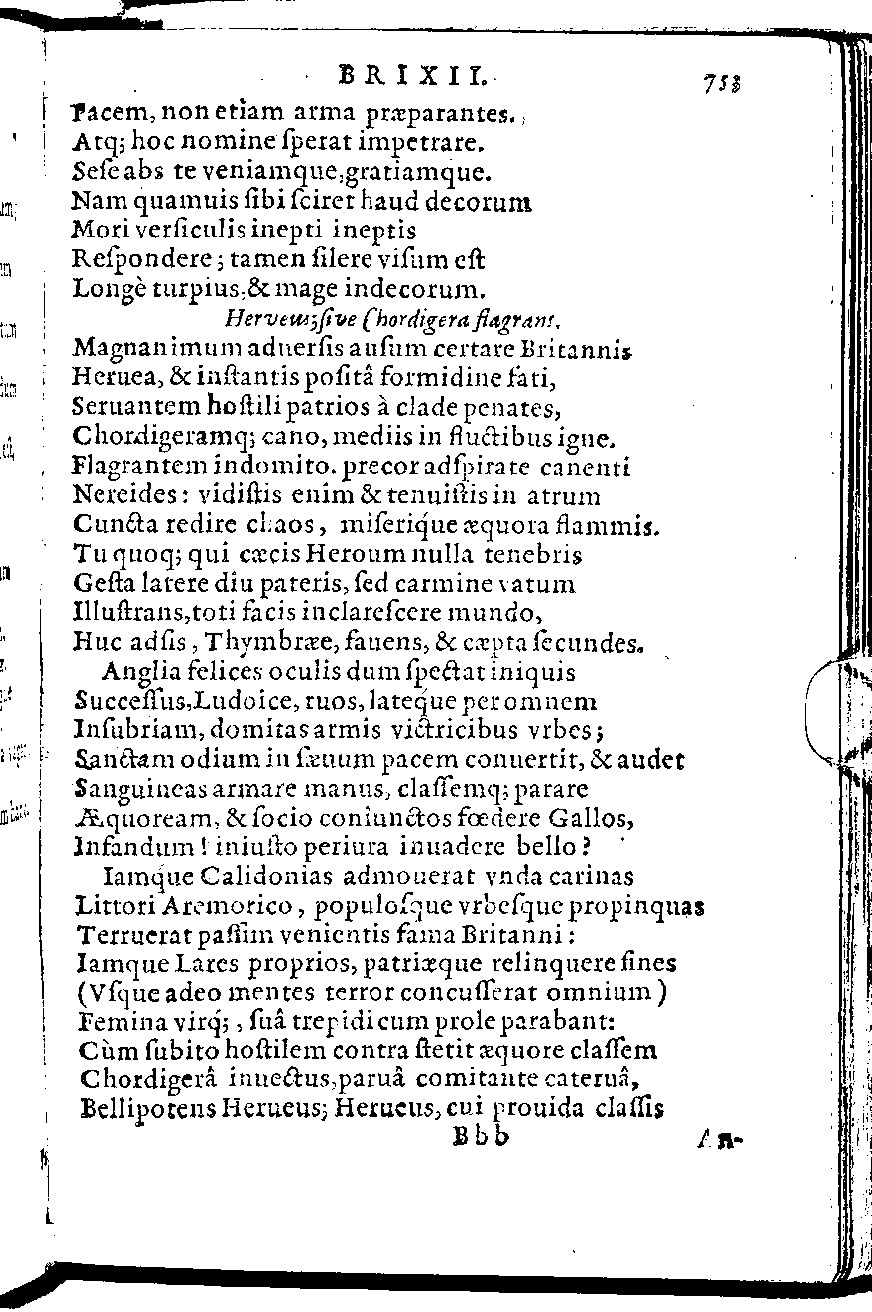 BRIXII. 753
Pacem, non etiam arma præparantes.
Atq; hoc nomine ſperat impetrare.
Seſe abs te veniamque, gratiamque.
Nam quamuis ſibi ſciret haud decorum
Mori verſiculis inepti ineptis
Reſpondere; tamen ſilere viſum eſt
Longè turpius, & mage indecorum.
Herveus; ſive Chordigera flagrans.
Magnanimum aduerſis auſum certare Britannis
Heruea, & inſtantis poſitâ formidine fati,
Seruantem hoſtili patrios à clade penates,
Chordigeramq; cano, mediis in fluctibus igne.
Flagrantem indomito. precor adſpirate canenti
Nereides: vidiſtis enim & tenuiſtis in atrum
Cuncta redire chaos, miſeriq́ue æquora flammis.
Tu quoq; qui cæcis Heroum nulla tenebris
Geſta latere diu pateris, ſed carmine vatum
Illuſtrans, toti facis inclareſcere mundo,
Huc adſis, Thymbræe, fauens, & cæpta ſecundes.
Anglia felices oculis dum ſpectat iniquis
Succeſſus, Ludoice, tuos, lateq́ue per omnem
Inſubriam, domitas armis victricibus vrbes;
Sanctam odium in ſæuum pacem conuertit, & audet
Sanguineas armare manus, claſſemq; parare
Æquoream, & ſocio coniunctos fœdere Gallos,
Infandum! iniuſto periura inuadere bello?
Iamq́ue Calidonias admouerat vnda carinas
Littori Aremorico, populoſque vrbeſque propinquas
Terruerat paſſim venientis fama Britanni:
Iamque Lares proprios, patriæque relinquere fines
(Vſque adeo mentes terror concuſſerat omnium)
Femina virq́;, ſuâ trepidi cum prole parabant:
Cùm ſubito hoſtilem contra ſtetit æquore claſſem
Chordigerâ inuectus, paruâ comitante cateruâ,
Bellipotens Herueus; Herueus, cui prouida claſſis
Bbb An-